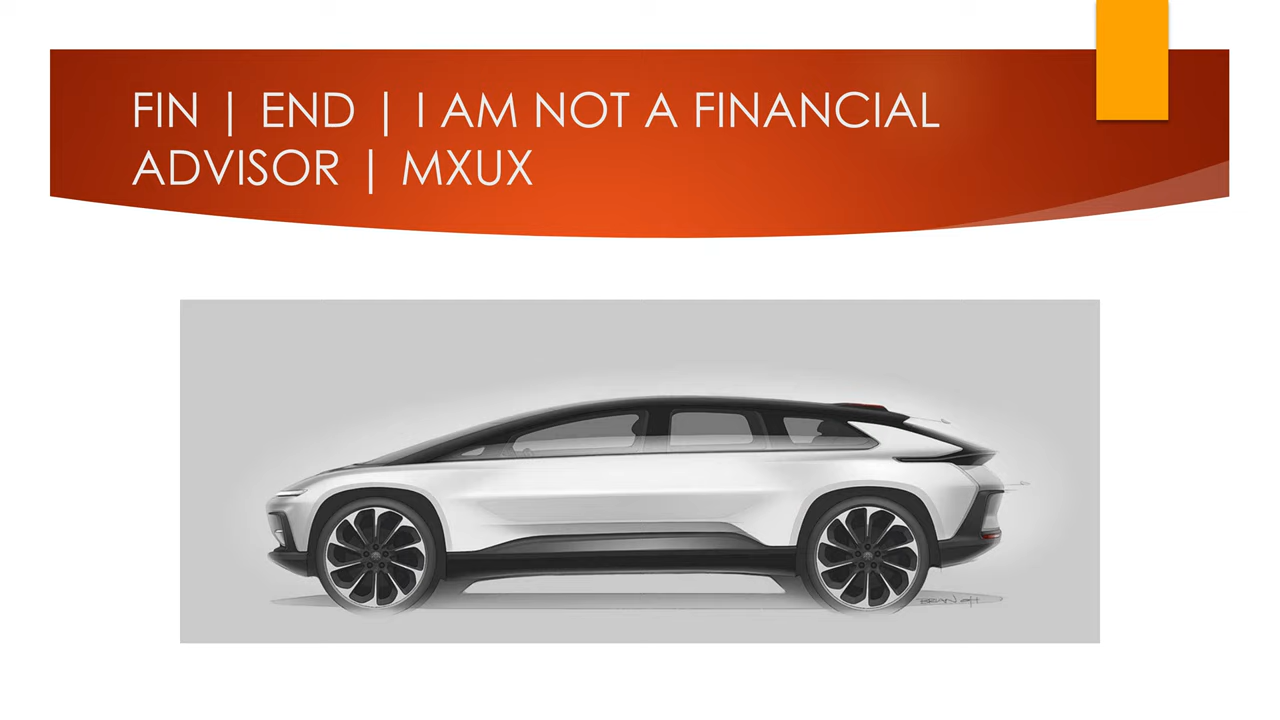 FIN | END | I AM NOT A FINANCIAL
ADVISOR | MXUX